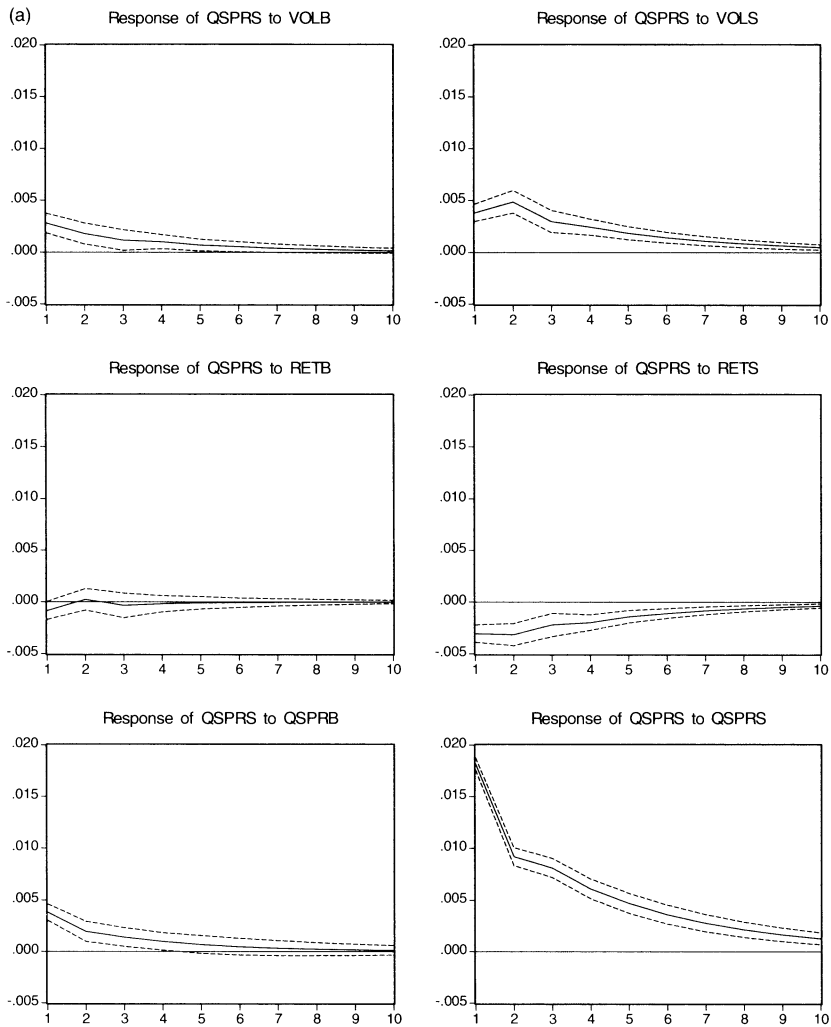 (a)
Response of QSPRS to VOLB
.020
.015
.010
.005
.000
-.005
1 2 3 4 5 6 7 8 9 10
Response of QSPRS to VOLS
.020
.015
.010
.005
.000
-.005
1 2 3 4 5 6 7 8 9 10
Response of QSPRS to RETB
.020
.015
.010
.005
.000
-.005
1 2 3 4 5 6 7 8 9 10
Response of QSPRS to RETS
.020
.015
.010
.005
.000
-.005
1 2 3 4 5 6 7 8 9 10
Response of QSPRS to QSPRB
.020
.015
.010
.005
.000
-.005
1 2 3 4 5 6 7 8 9 10
Response of QSPRS to QSPRS
.020
.015
.010
.005
.000
-.005
1 2 3 4 5 6 7 8 9 10